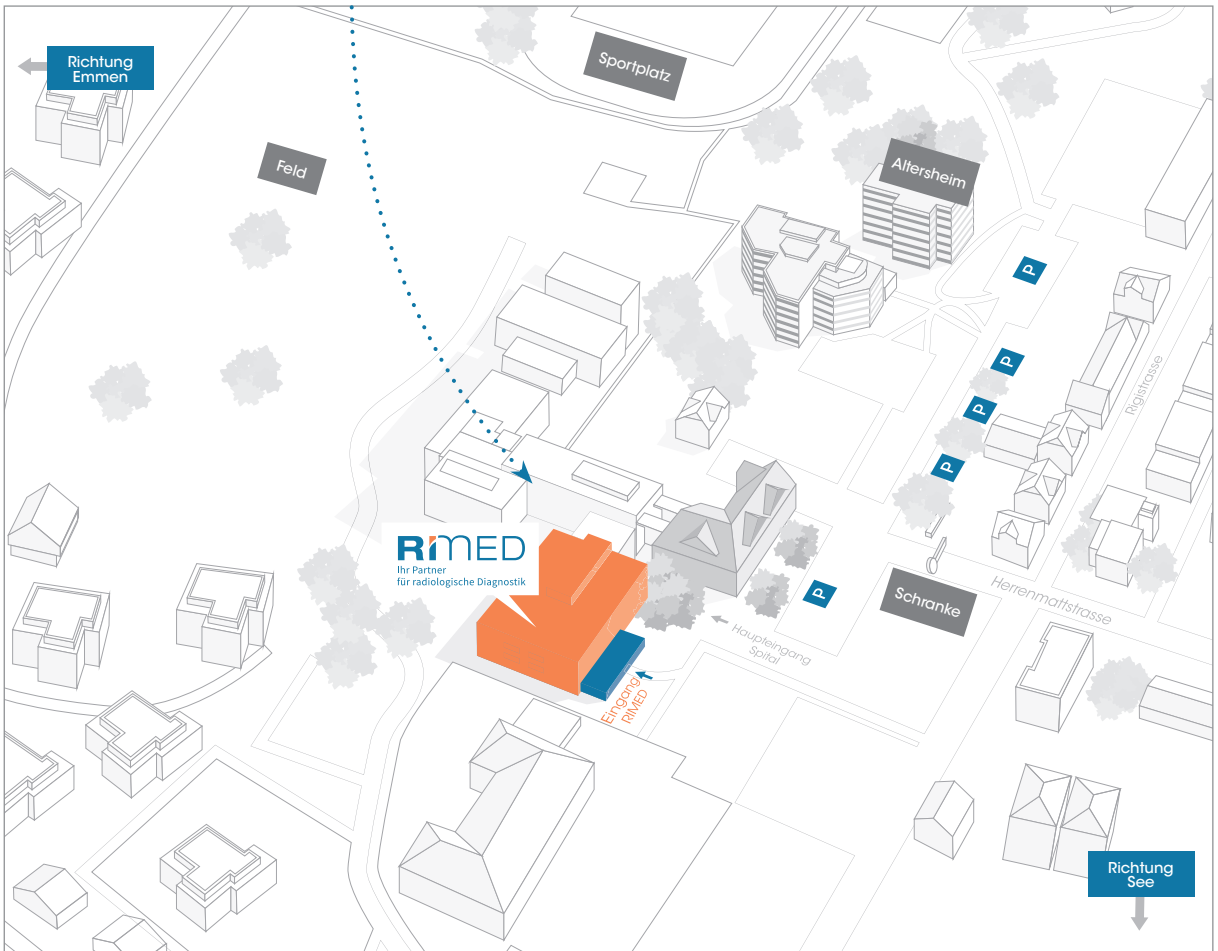 Richtung
Emmen
Sportplatz
Feld
Altersheim
P
P
P
P
Rigistrasse
RIMED
Ihr Partner
für radiologische Diagnostik
P
Schranke
Herrenmattstrasse
Haupteingang
Spital
Eingang
RIMED
Richtung
See